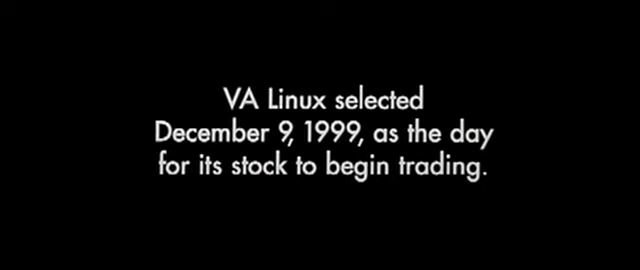 VA Linux selected
December 9, 1999, as the day
for its stock to begin trading.